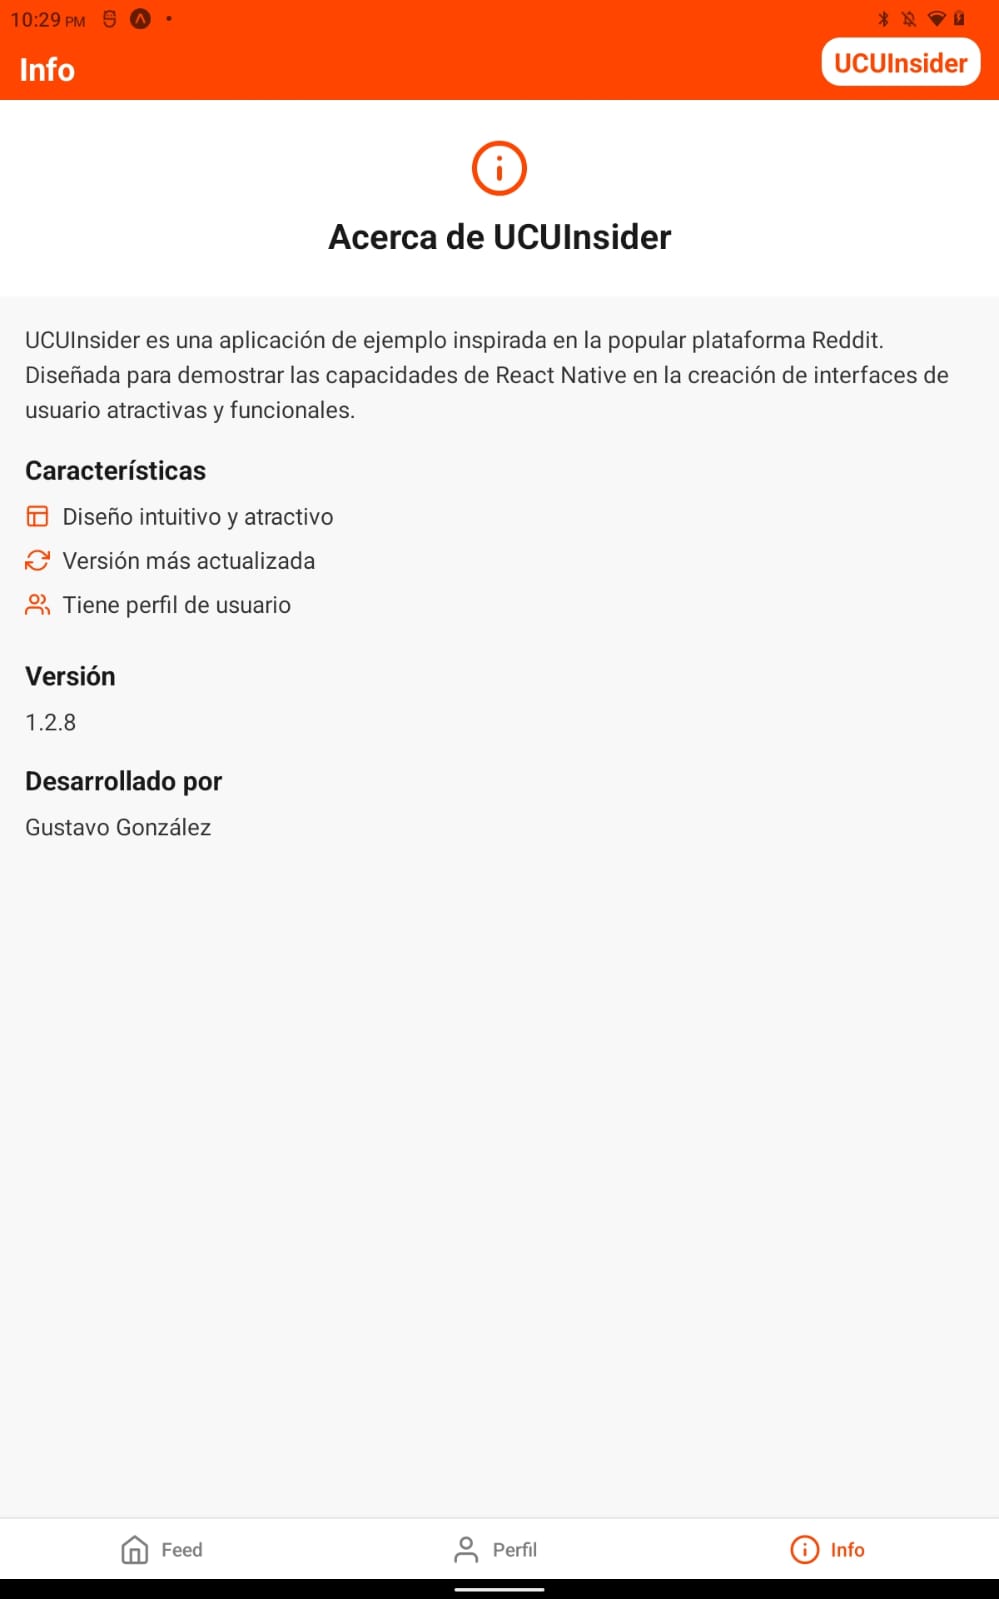 10:29 PM
Info
UCUInsider
Acerca de UCUInsider
UCUInsider es una aplicación de ejemplo inspirada en la popular plataforma Reddit.
Diseñada para demostrar las capacidades de React Native en la creación de interfaces de
usuario atractivas y funcionales.
Características
Diseño intuitivo y atractivo
Versión más actualizada
Tiene perfil de usuario
Versión
1.2.8
Desarrollado por
Gustavo González
Feed
Perfil
Info